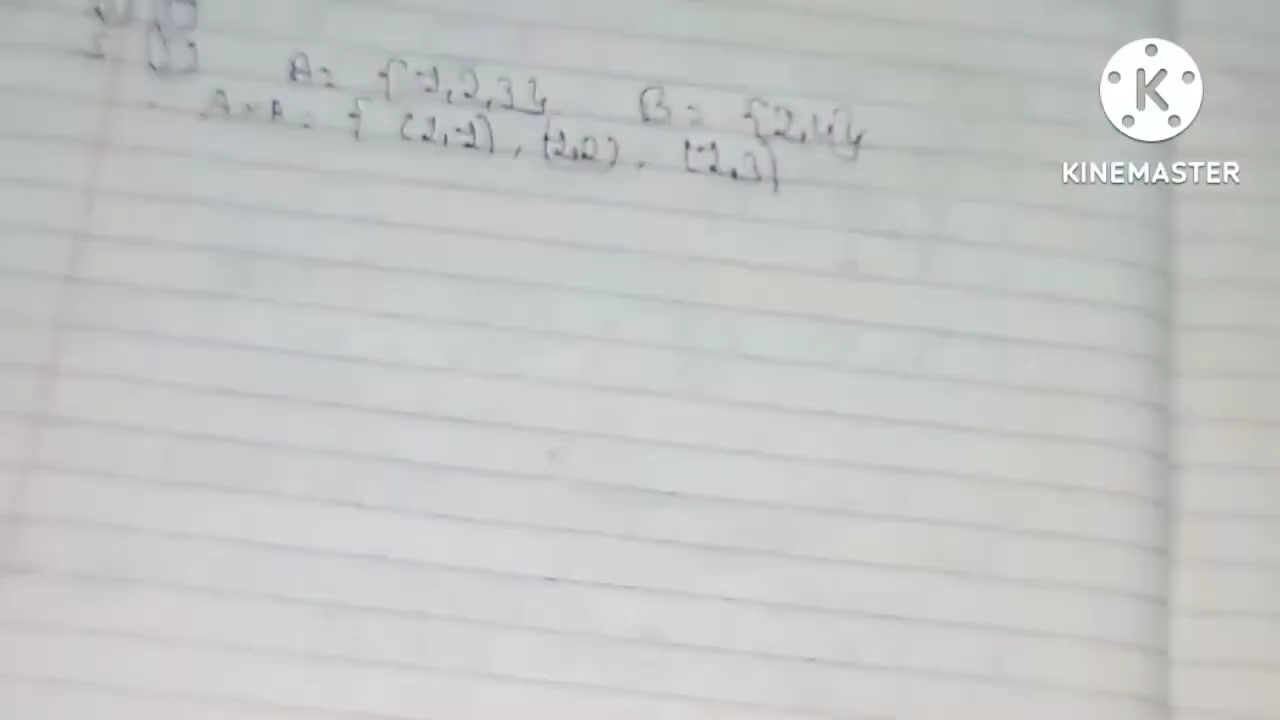 A = {1,2,3} B = {2,4}
A×A = { (1,1), (1,2), (1,3)
K
KINEMASTER